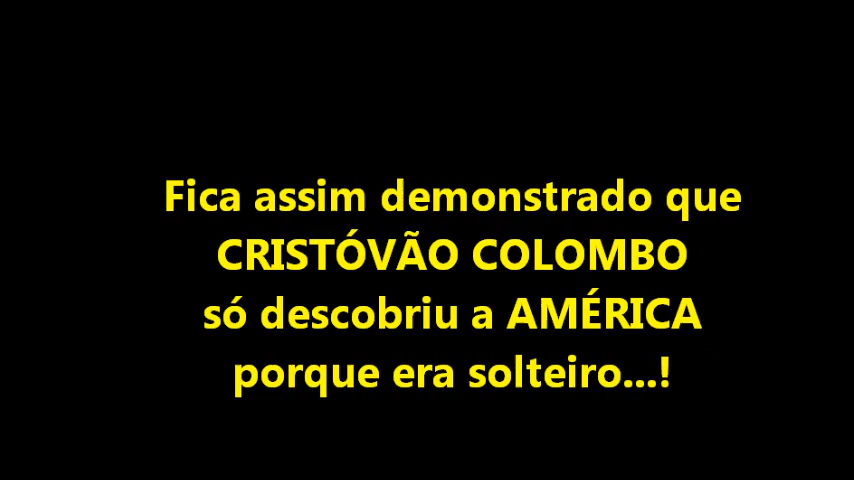 Fica assim demonstrado que
CRISTÓVÃO COLOMBO
só descobriu a AMÉRICA
porque era solteiro...!